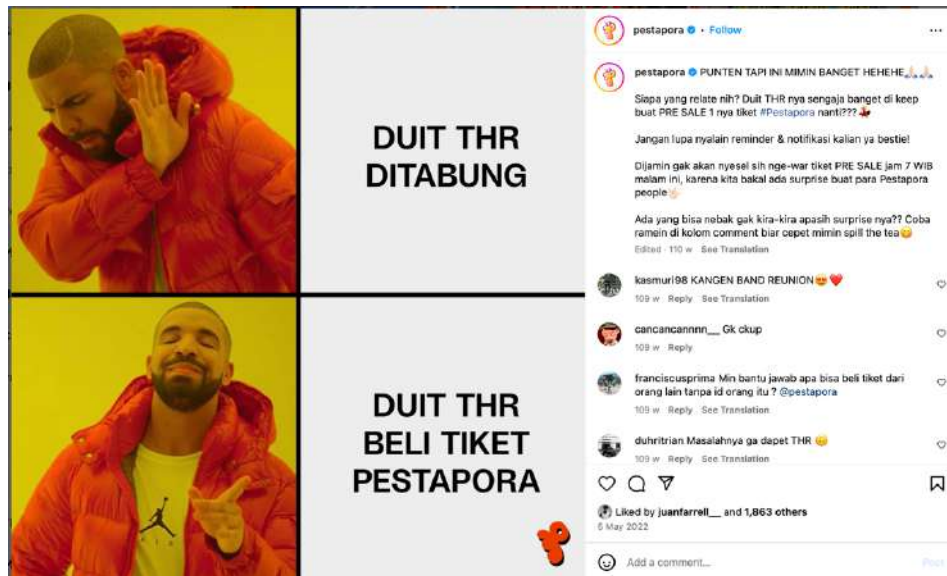 DUIT THR
DITABUNG
DUIT THR
BELI TIKET
PESTAPORA
pestapora • Follow
pestapora PUNTEN TAPI INI MIMIN BANGET HEHEHE🙏🏻🙏🏻
Siapa yang relate nih? Duit THR nya sengaja banget di keep
buat PRE SALE 1 nya tiket #Pestapora nanti???💃
Jangan lupa nyalain reminder & notifikasi kalian ya bestie!
Dijamin gak akan nyesel sih nge-war tiket PRE SALE jam 7 WIB
malam ini, karena kita bakal ada surprise buat para Pestapora
people
Ada yang bisa nebak gak kira-kira apasih surprise nya?? Coba
ramein di kolom comment biar cepet mimin spill the tea😋
Edited · 110 w See Translation
kasmuri98 KANGEN BAND REUNION😍❤️
109 w Reply See Translation
cancancannnn__ Gk ckup
109 w Reply
franciscusprima Min bantu jawab apa bisa beli tiket dari
orang lain tanpa id orang itu ? @pestapora
109 w Reply See Translation
duhritrian Masalahnya ga dapet THR
109 w Reply See Translation
Liked by juanfarrell__ and 1,863 others
6 May 2022
Add a comment...
Post